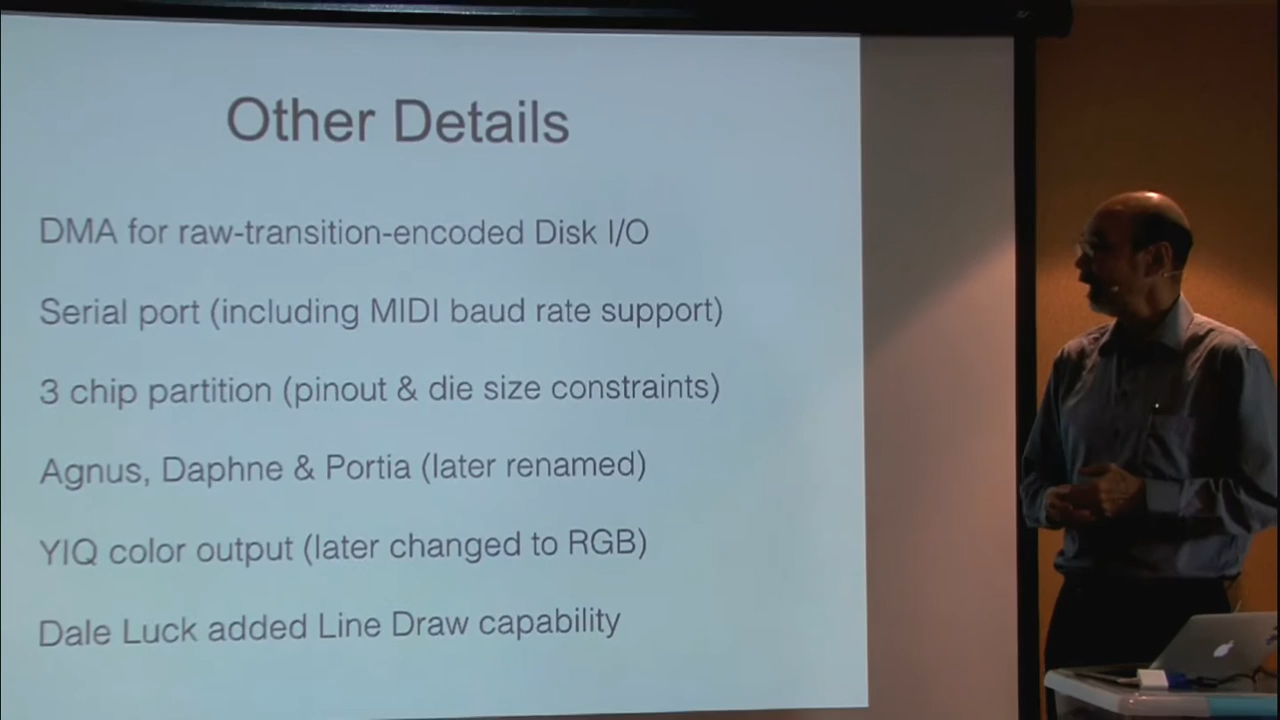 Other Details
DMA for raw-transition-encoded Disk I/O
Serial port (including MIDI baud rate support)
3 chip partition (pinout & die size constraints)
Agnus, Daphne & Portia (later renamed)
YIQ color output (later changed to RGB)
Dale Luck added Line Draw capability